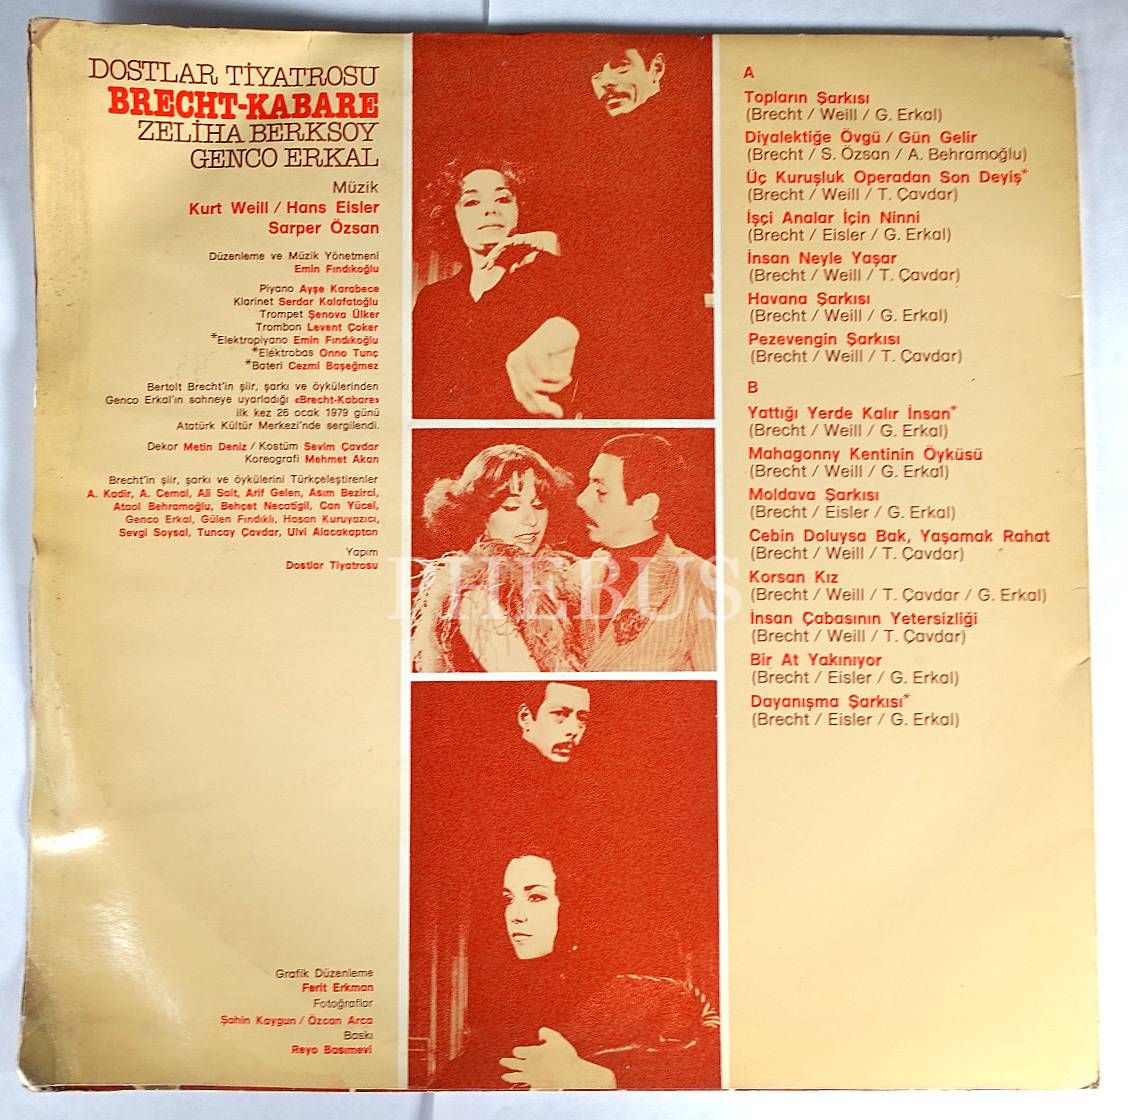 DOSTLAR TİYATROSU
BRECHT-KABARE
ZELİHA BERKSOY
GENCO ERKAL
Müzik
Kurt Weill / Hans Eisler
Sarper Özsan
Düzenleme ve Müzik Yönetmeni
Emin Fındıkoğlu
Piyano Ayşe Karabece
Klarinet Serdar Kalafatoğlu
Trompet Şenova Ülker
Trombon Levent Çoker
*Elektropiyano Emin Fındıkoğlu
*Elektrobas Onno Tunç
*Bateri Cezmi Başeğmez
Bertolt Brecht'in şiir, şarkı ve öykülerinden
Genco Erkal'ın sahneye uyarladığı «Brecht-Kabare»
ilk kez 26 ocak 1979 günü
Atatürk Kültür Merkezi'nde sergilendi.
Dekor Metin Deniz / Kostüm Sevim Çavdar
Koreografi Mehmet Akan
Brecht'in şiir, şarkı ve öykülerini Türkçeleştirenler
A. Kadir, A. Cemal, Ali Sait, Arif Gelen, Asım Bezirci,
Ataol Behramoğlu, Behçet Necatigil, Can Yücel,
Genco Erkal, Gülen Fındıklı, Hasan Kuruyazıcı,
Sevgi Soysal, Tuncay Çavdar, Ulvi Alacakaptan
Yapım
Dostlar Tiyatrosu
Grafik Düzenleme
Ferit Erkman
Fotoğraflar
Şahin Kaygun / Özcan Arca
Baskı
Reyo Basımevi
PHEBUS
A
Topların Şarkısı
(Brecht / Weill / G. Erkal)
Diyalektiğe Övgü / Gün Gelir
(Brecht / S. Özsan / A. Behramoğlu)
Üç Kuruşluk Operadan Son Deyiş*
(Brecht / Weill / T. Çavdar)
İşçi Analar İçin Ninni
(Brecht / Eisler / G. Erkal)
İnsan Neyle Yaşar
(Brecht / Weill / T. Çavdar)
Havana Şarkısı
(Brecht / Weill / G. Erkal)
Pezevengin Şarkısı
(Brecht / Weill / T. Çavdar)
B
Yattığı Yerde Kalır İnsan*
(Brecht / Weill / G. Erkal)
Mahagonny Kentinin Öyküsü
(Brecht / Weill / G. Erkal)
Moldava Şarkısı
(Brecht / Eisler / G. Erkal)
Cebin Doluysa Bak, Yaşamak Rahat
(Brecht / Weill / T. Çavdar)
Korsan Kız
(Brecht / Weill / T. Çavdar / G. Erkal)
İnsan Çabasının Yetersizliği
(Brecht / Weill / T. Çavdar)
Bir At Yakınıyor
(Brecht / Eisler / G. Erkal)
Dayanışma Şarkısı*
(Brecht / Eisler / G. Erkal)